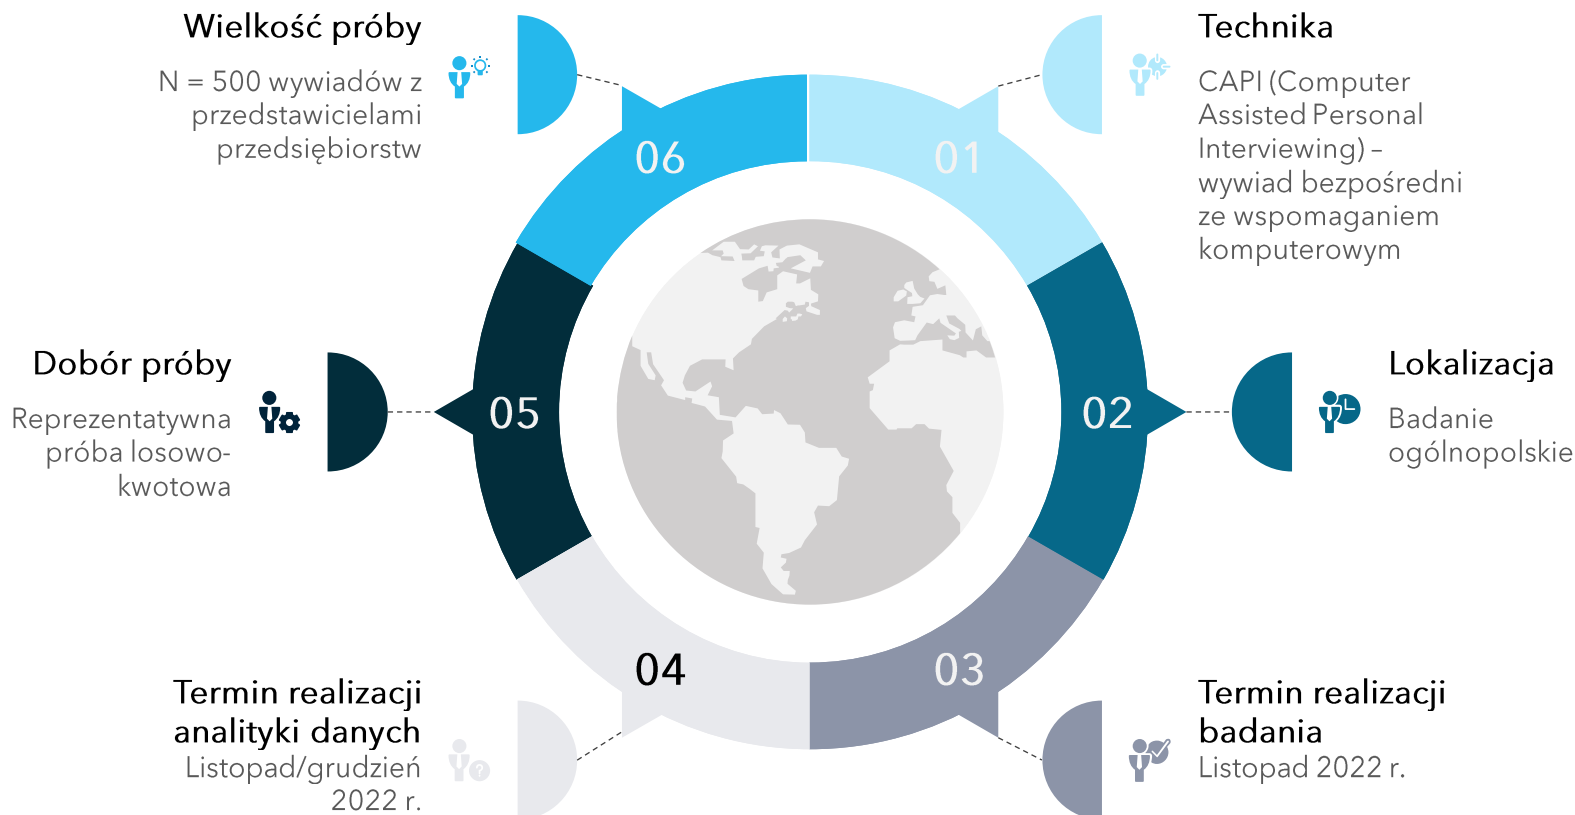 Technika
CAPI (Computer
Assisted Personal
Interviewing) –
wywiad bezpośredni
ze wspomaganiem
komputerowym
01
Lokalizacja
Badanie
ogólnopolskie
02
Termin realizacji
badania
Listopad 2022 r.
03
Termin realizacji
analityki danych
Listopad/grudzień
2022 r.
04
Dobór próby
Reprezentatywna
próba losowo-
kwotowa
05
Wielkość próby
N = 500 wywiadów z
przedstawicielami
przedsiębiorstw
06
?